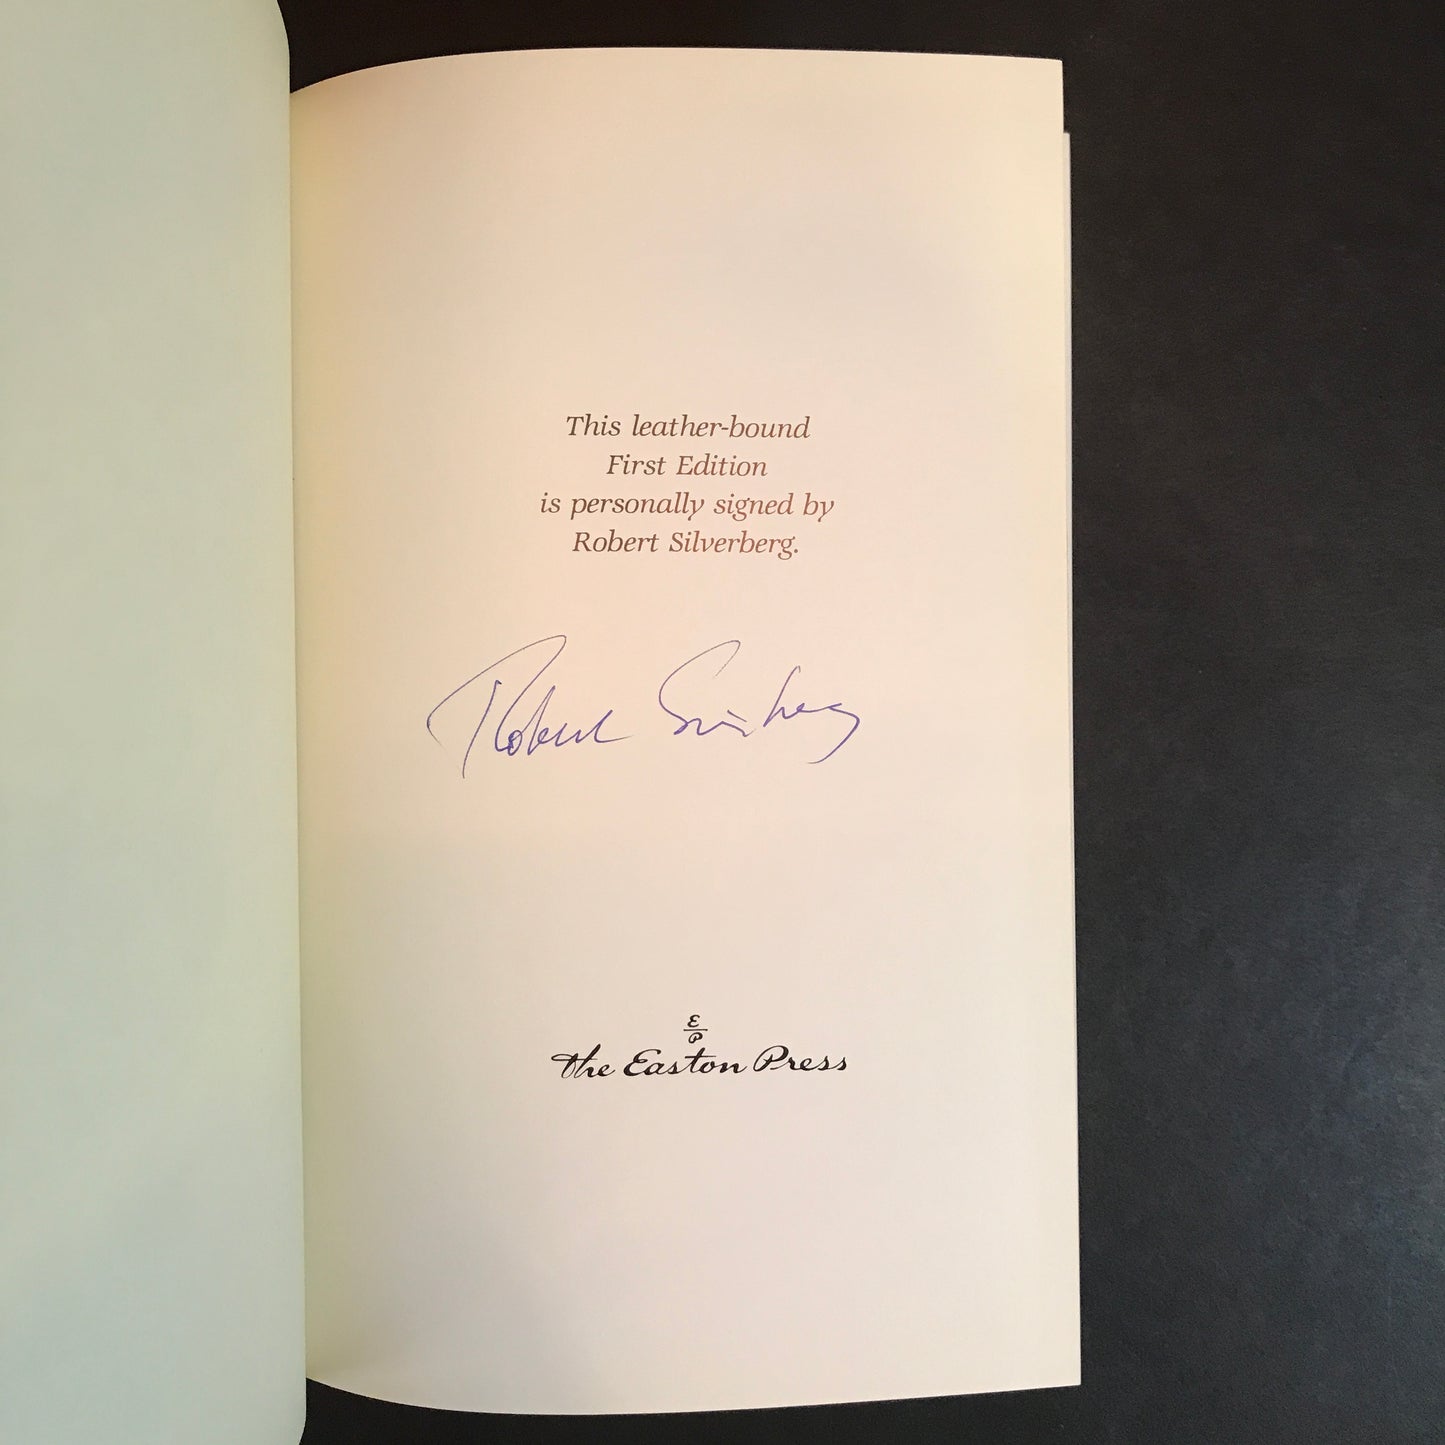 This leather-bound
First Edition
is personally signed by
Robert Silverberg.
Robert Silverberg
E
P
The Easton Press